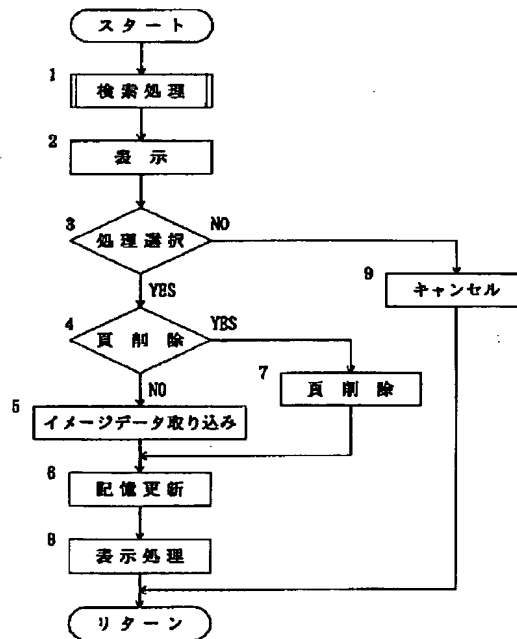 スタート
1
検索処理
2
表示
3
処理選択
NO
YES
9
キャンセル
4
頁削除
YES
NO
7
頁削除
5
イメージデータ取り込み
6
記憶更新
8
表示処理
リターン